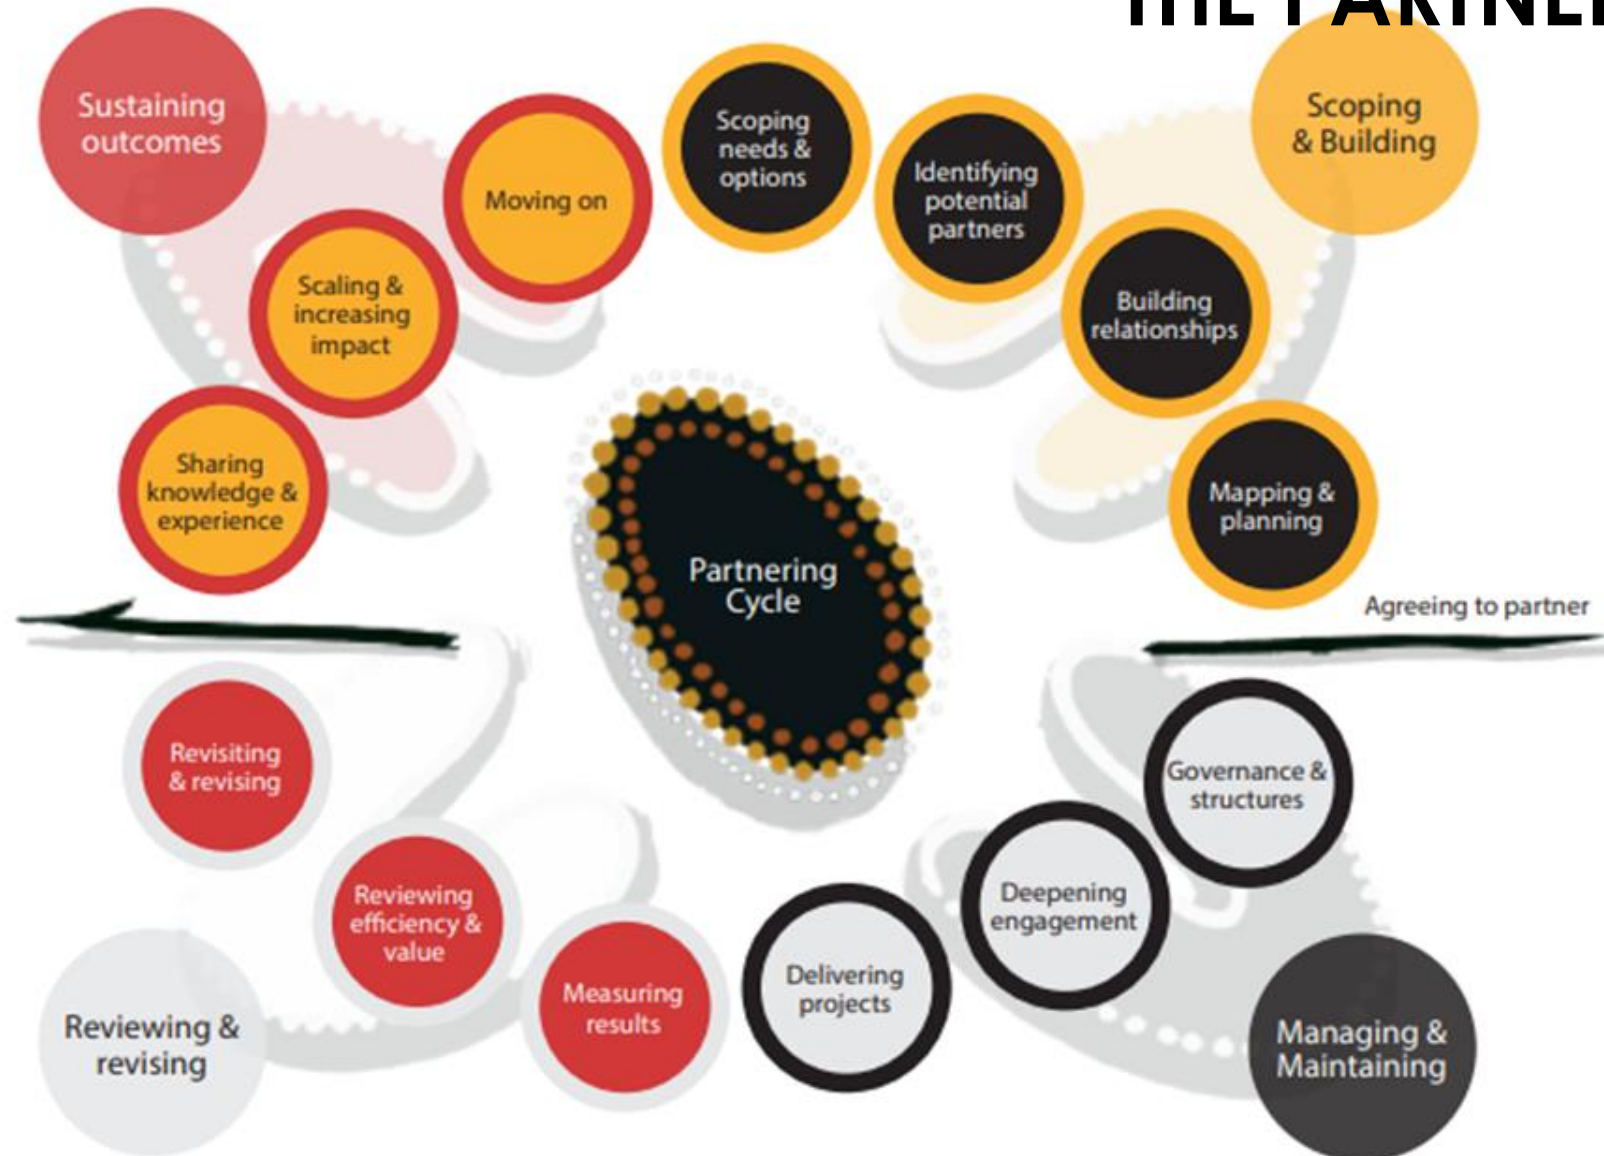 THE PARTNE
Sustaining
outcomes
Scoping
& Building
Moving on
Scoping
needs &
options
Identifying
potential
partners
Scaling &
increasing
impact
Building
relationships
Sharing
knowledge &
experience
Mapping &
planning
Partnering
Cycle
Agreeing to partner
Revisiting
& revising
Governance &
structures
Reviewing
efficiency &
value
Deepening
engagement
Measuring
results
Delivering
projects
Reviewing &
revising
Managing &
Maintaining